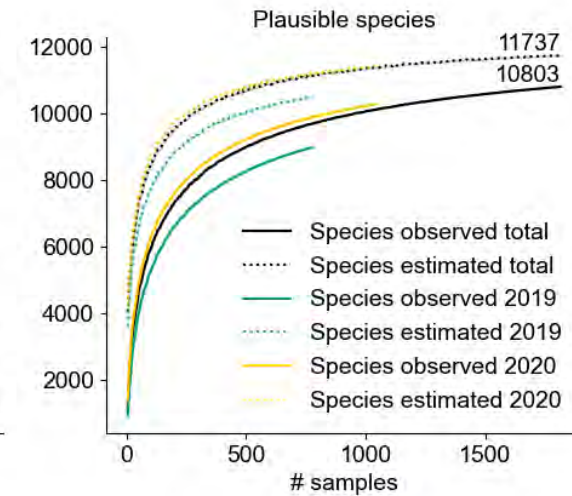 Plausible species
12000
10000
8000
6000
4000
2000
11737
10803
Species observed total
Species estimated total
Species observed 2019
Species estimated 2019
Species observed 2020
Species estimated 2020
0 500 1000 1500
# samples